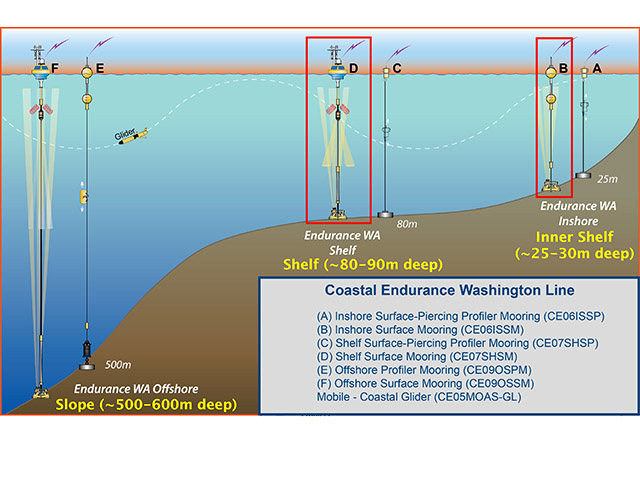 F
E
D
C
B
A
Glider
25m
80m
Endurance WA
Inshore
Inner Shelf
(~25-30m deep)
Endurance WA
Shelf
Shelf (~80-90m deep)
500m
Endurance WA Offshore
Slope (~500-600m deep)
Coastal Endurance Washington Line
(A) Inshore Surface-Piercing Profiler Mooring (CE06ISSP)
(B) Inshore Surface Mooring (CE06ISSM)
(C) Shelf Surface-Piercing Profiler Mooring (CE07SHSP)
(D) Shelf Surface Mooring (CE07SHSM)
(E) Offshore Profiler Mooring (CE09OSPM)
(F) Offshore Surface Mooring (CE09OSSM)
Mobile - Coastal Glider (CE05MOAS-GL)